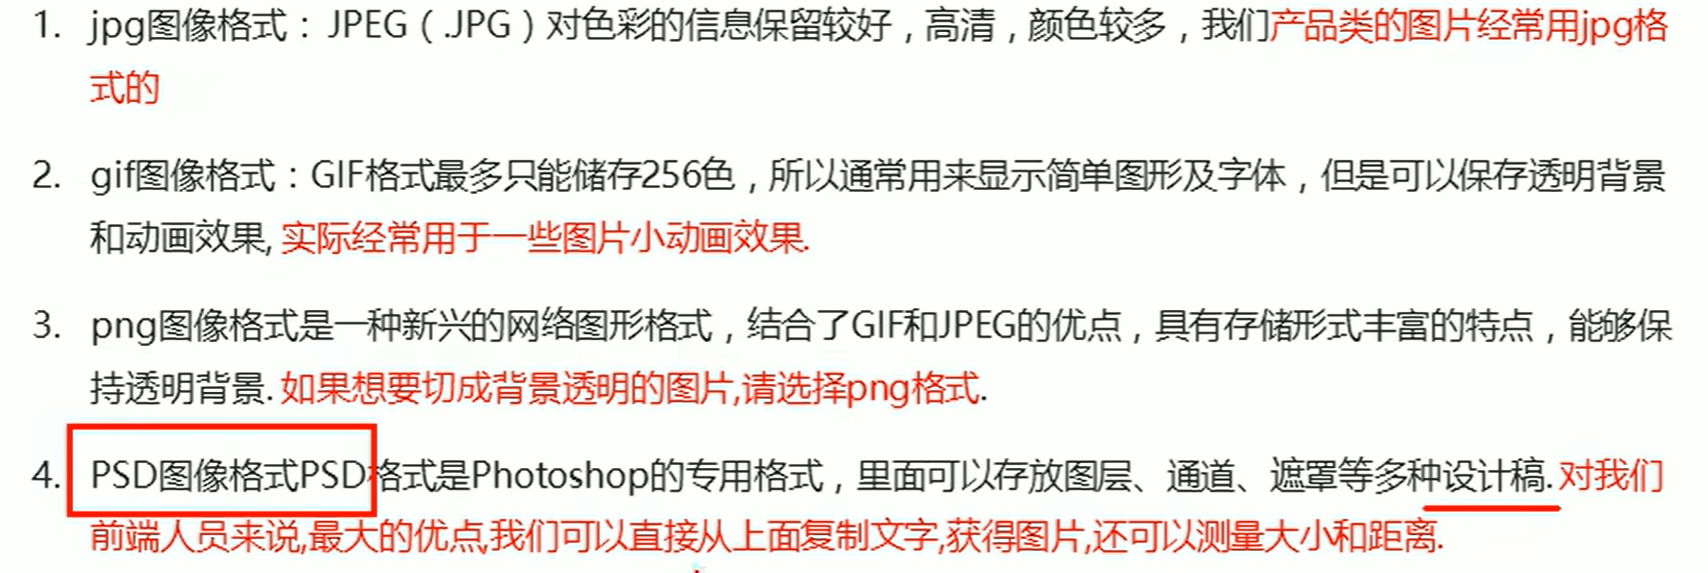 1. jpg图像格式：JPEG（.JPG）对色彩的信息保留较好，高清，颜色较多，我们产品类的图片经常用jpg格
式的
2. gif图像格式：GIF格式最多只能储存256色，所以通常用来显示简单图形及字体，但是可以保存透明背景
和动画效果, 实际经常用于一些图片小动画效果.
3. png图像格式是一种新兴的网络图形格式，结合了GIF和JPEG的优点，具有存储形式丰富的特点，能够保
持透明背景. 如果想要切成背景透明的图片,请选择png格式.
4. PSD图像格式PSD格式是Photoshop的专用格式，里面可以存放图层、通道、遮罩等多种设计稿. 对我们
前端人员来说,最大的优点,我们可以直接从上面复制文字,获得图片,还可以测量大小和距离.